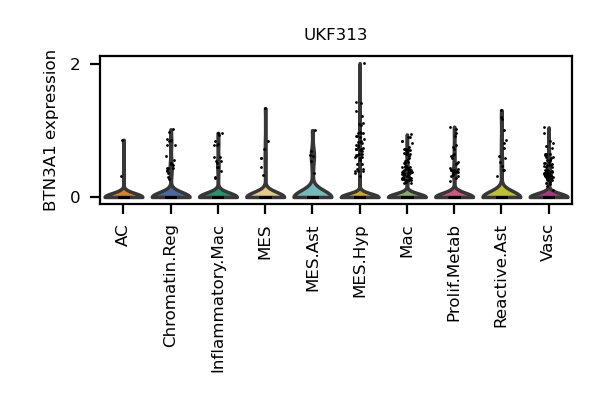 UKF313
BTN3A1 expression
2
0
AC
Chromatin.Reg
Inflammatory.Mac
MES
MES.Ast
MES.Hyp
Mac
Prolif.Metab
Reactive.Ast
Vasc